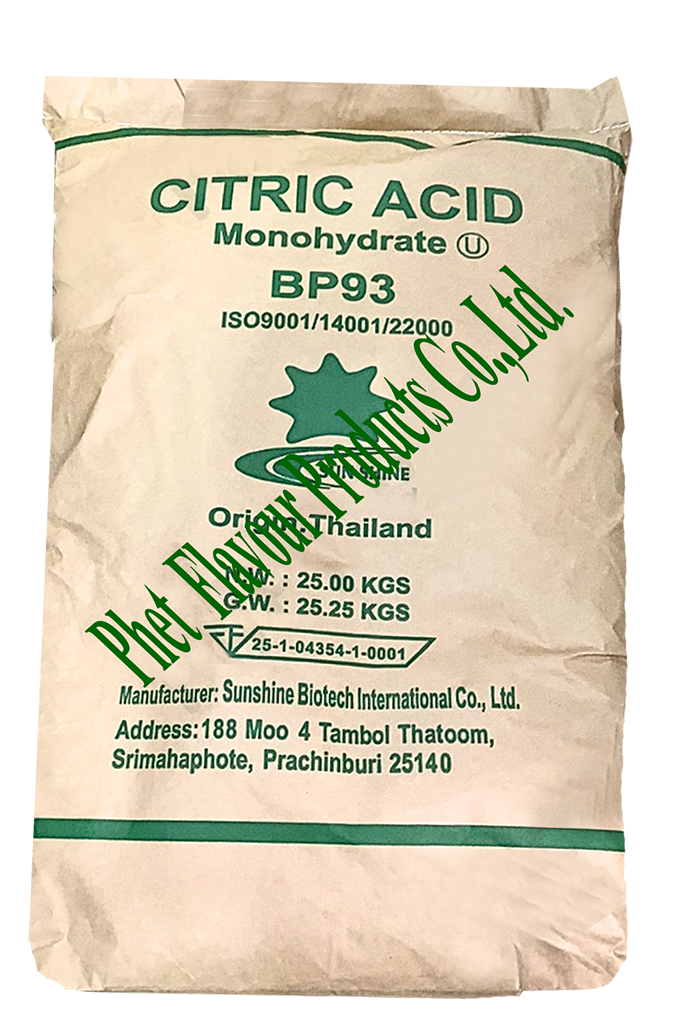 CITRIC ACID
Monohydrate Ⓤ
BP93
ISO9001/14001/22000
SUN SHINE
Origin:Thailand
N.W. : 25.00 KGS
G.W. : 25.25 KGS
25-1-04354-1-0001
Manufacturer: Sunshine Biotech International Co., Ltd.
Address:188 Moo 4 Tambol Thatoom,
Srimahaphote, Prachinburi 25140
Phet Flavour Products Co.,Ltd.